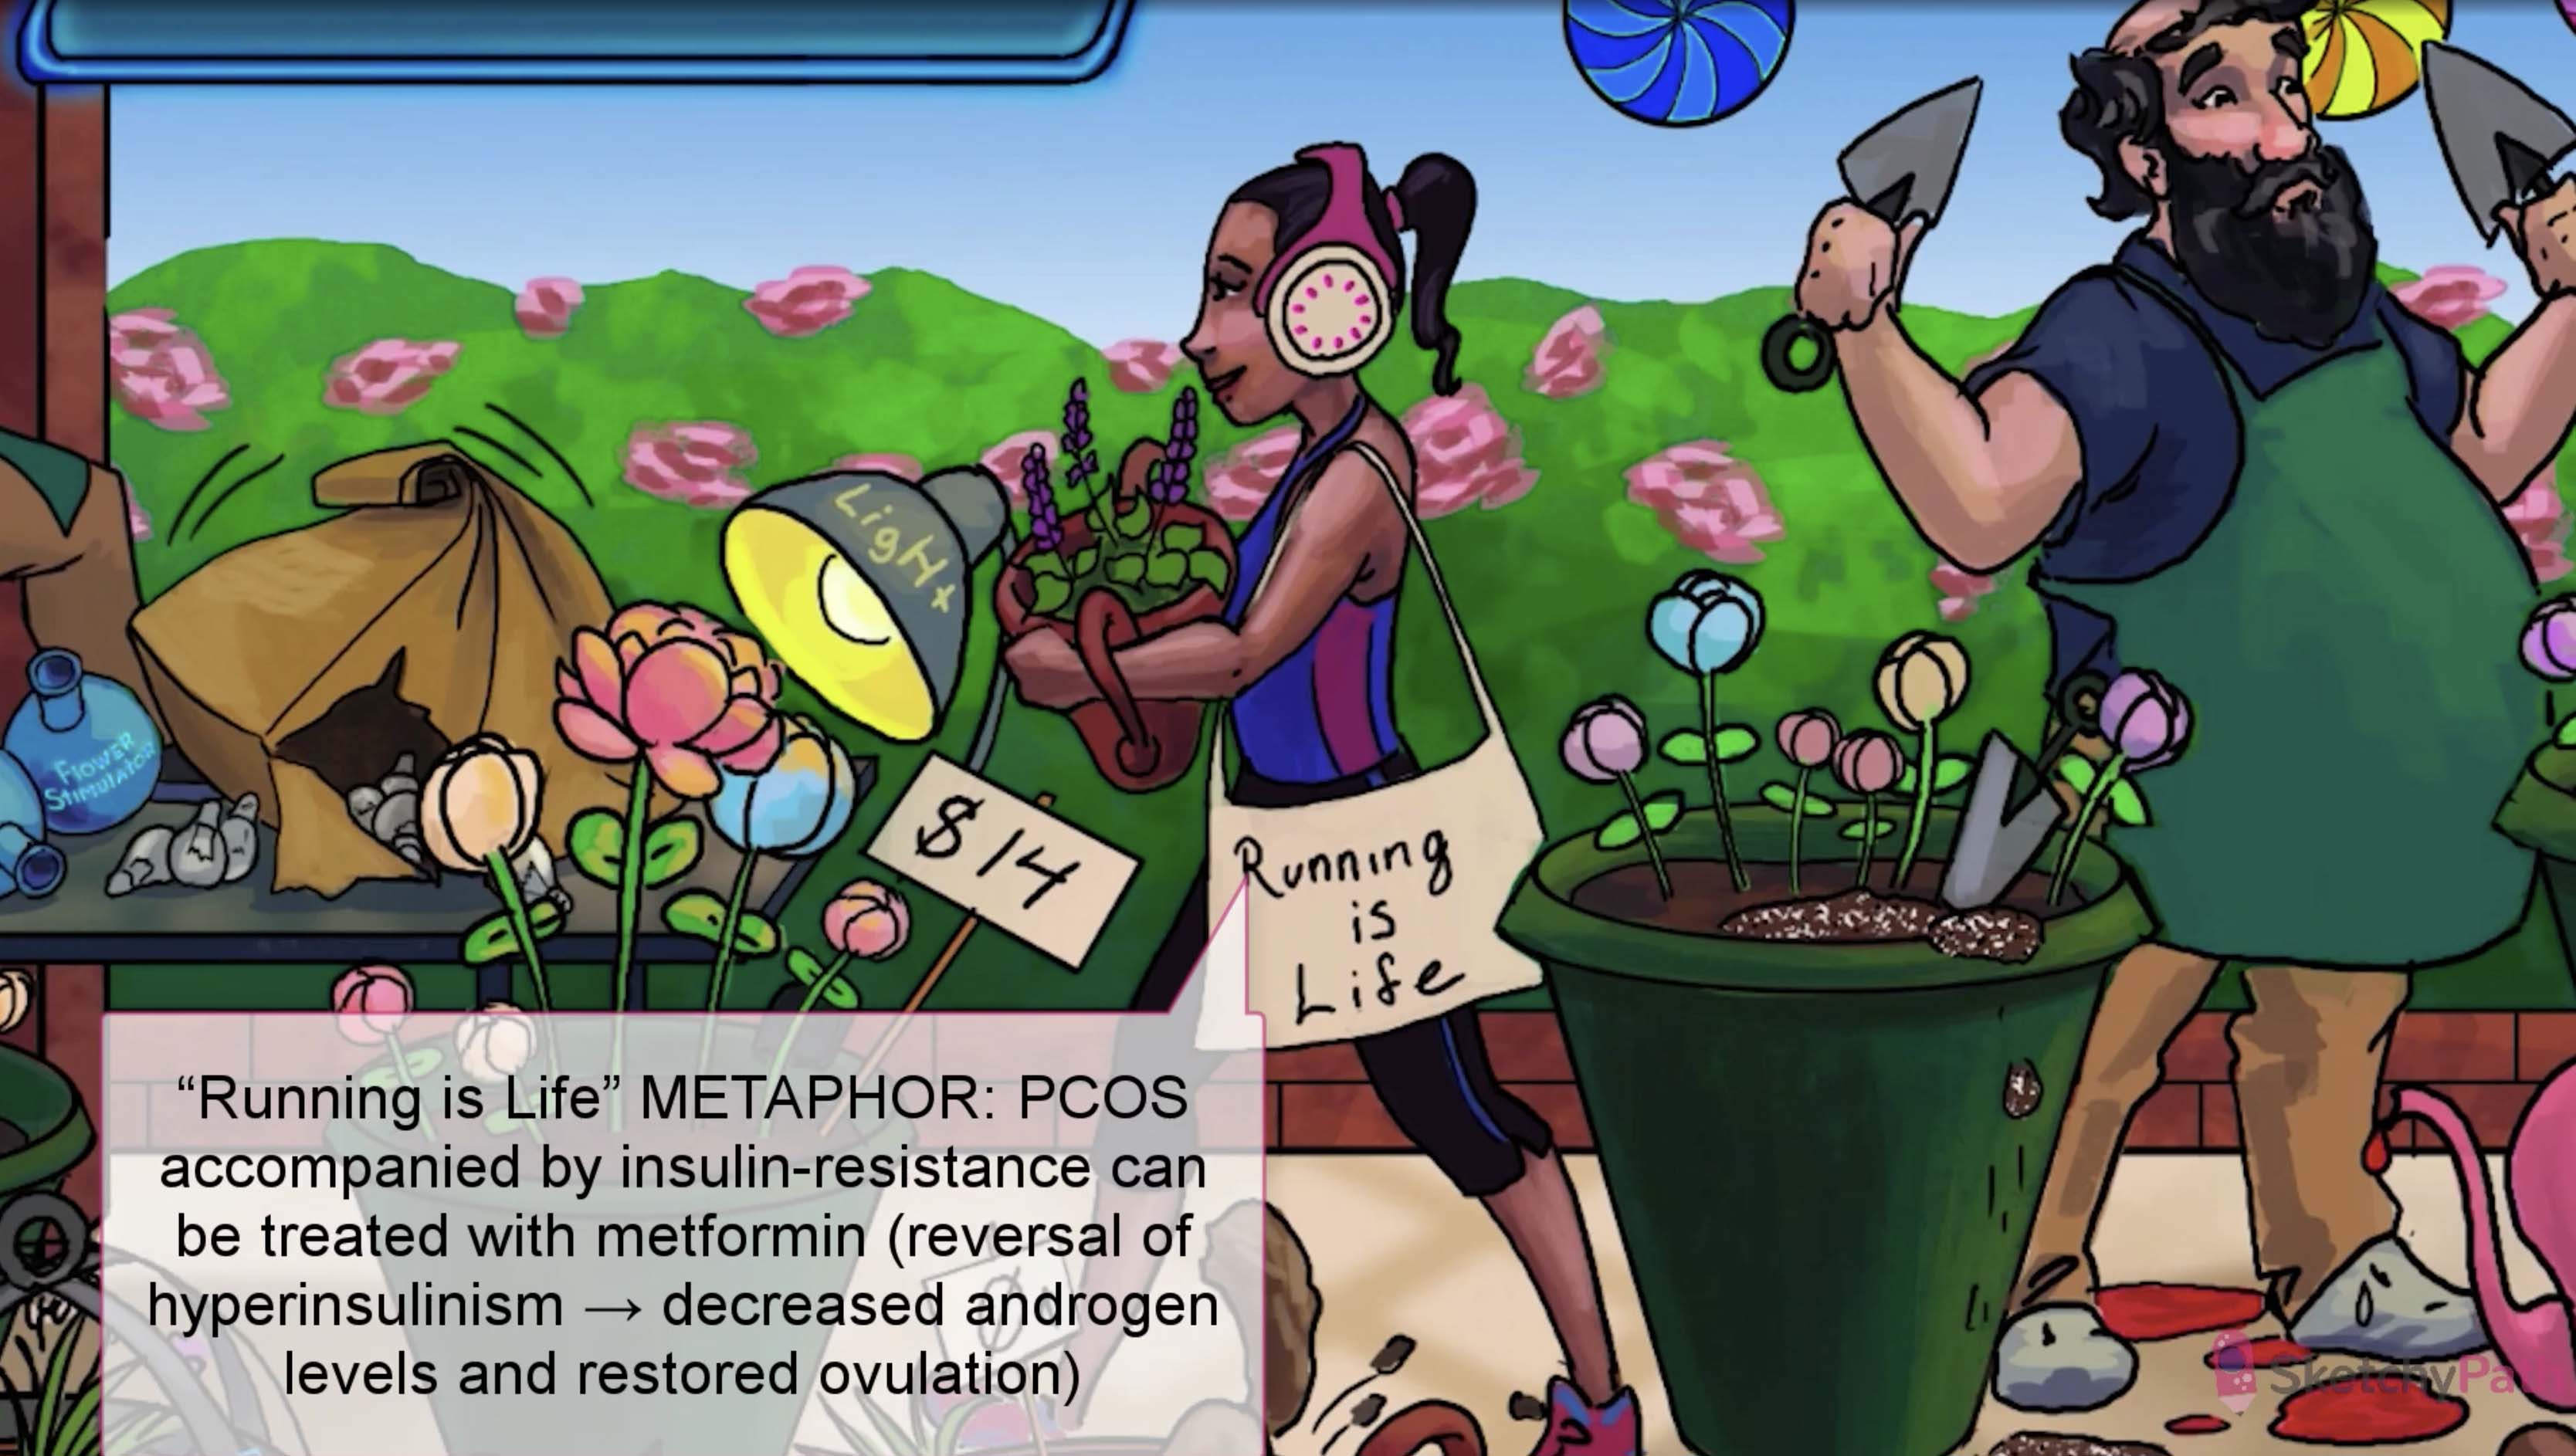 Light
FLOWER
STIMULATOR
$14
Running
is
Life
“Running is Life” METAPHOR: PCOS
accompanied by insulin-resistance can
be treated with metformin (reversal of
hyperinsulinism → decreased androgen
levels and restored ovulation)